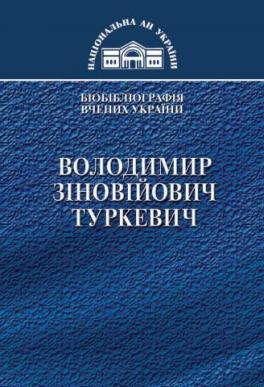 НАЦІОНАЛЬНА АН УКРАЇНИ
БІОБІБЛІОГРАФІЯ
ВЧЕНИХ УКРАЇНИ
ВОЛОДИМИР
ЗІНОВІЙОВИЧ
ТУРКЕВИЧ